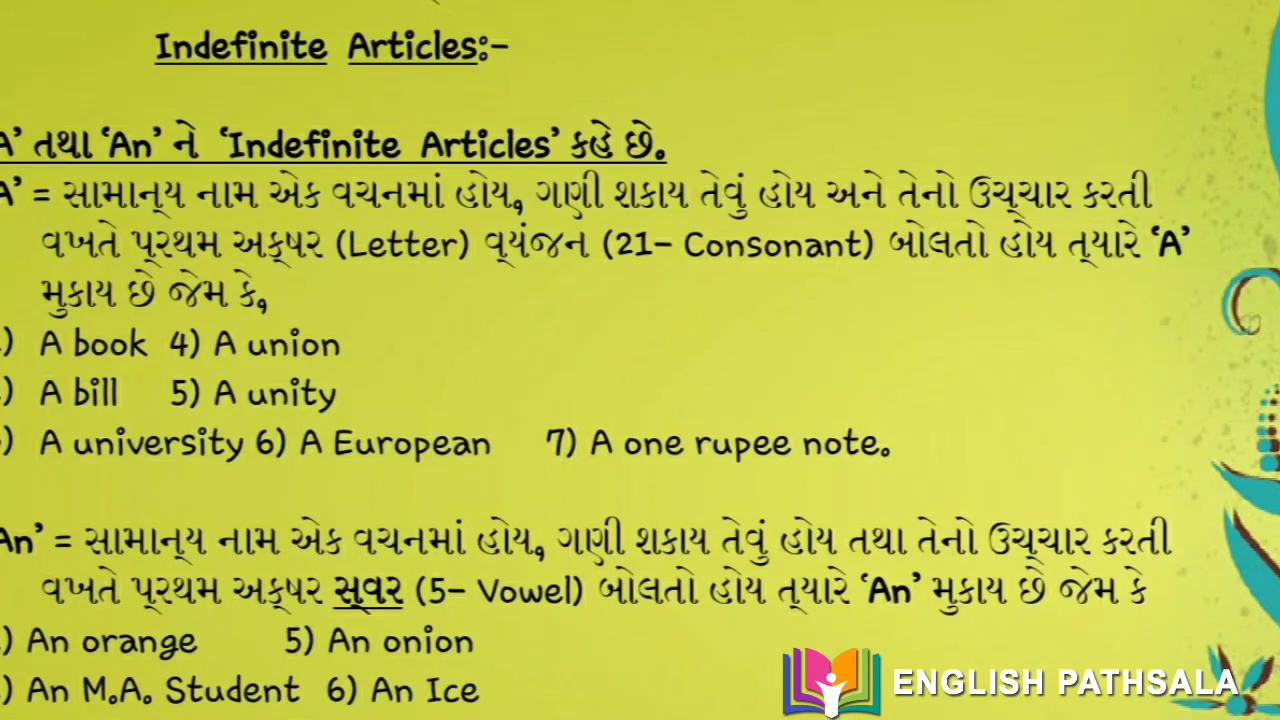 Indefinite Articles:-
A’ તથા ‘An’ ને ‘Indefinite Articles’ કહે છે.
A’ = સામાન્‌ય નામ એક વચનમાં હોય, ગણી શકાય તેવું હોય અને તેનો ઉચ્‌ચાર કરતી
વખતે પ્‌રથમ અક્‌ષર (Letter) વ્‌યંજન (21- Consonant) બોલતો હોય ત્‌યારે ‘A’
મુકાય છે જેમ કે,
) A book 4) A union
) A bill 5) A unity
) A university 6) A European 7) A one rupee note.
An’ = સામાન્‌ય નામ એક વચનમાં હોય, ગણી શકાય તેવું હોય તથા તેનો ઉચ્‌ચાર કરતી
વખતે પ્‌રથમ અક્‌ષર સ્‌વર (5- Vowel) બોલતો હોય ત્‌યારે ‘An’ મુકાય છે જેમ કે
) An orange 5) An onion
) An M.A. Student 6) An Ice
ENGLISH PATHSALA